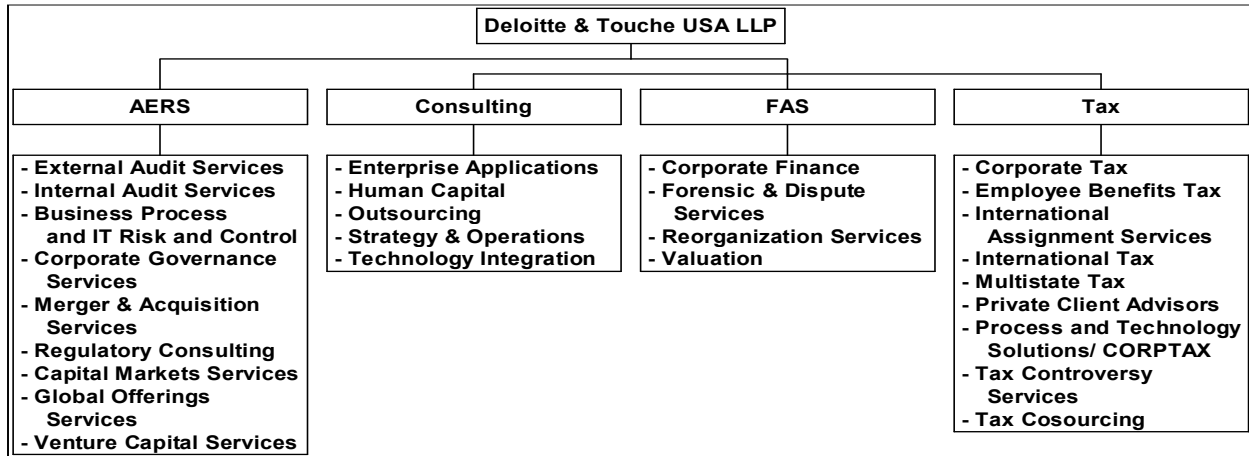 Deloitte & Touche USA LLP
AERS
Consulting
FAS
Tax
- External Audit Services
- Internal Audit Services
- Business Process
and IT Risk and Control
- Corporate Governance
Services
- Merger & Acquisition
Services
- Regulatory Consulting
- Capital Markets Services
- Global Offerings
Services
- Venture Capital Services
- Enterprise Applications
- Human Capital
- Outsourcing
- Strategy & Operations
- Technology Integration
- Corporate Finance
- Forensic & Dispute
Services
- Reorganization Services
- Valuation
- Corporate Tax
- Employee Benefits Tax
- International
Assignment Services
- International Tax
- Multistate Tax
- Private Client Advisors
- Process and Technology
Solutions/ CORPTAX
- Tax Controversy
Services
- Tax Cosourcing